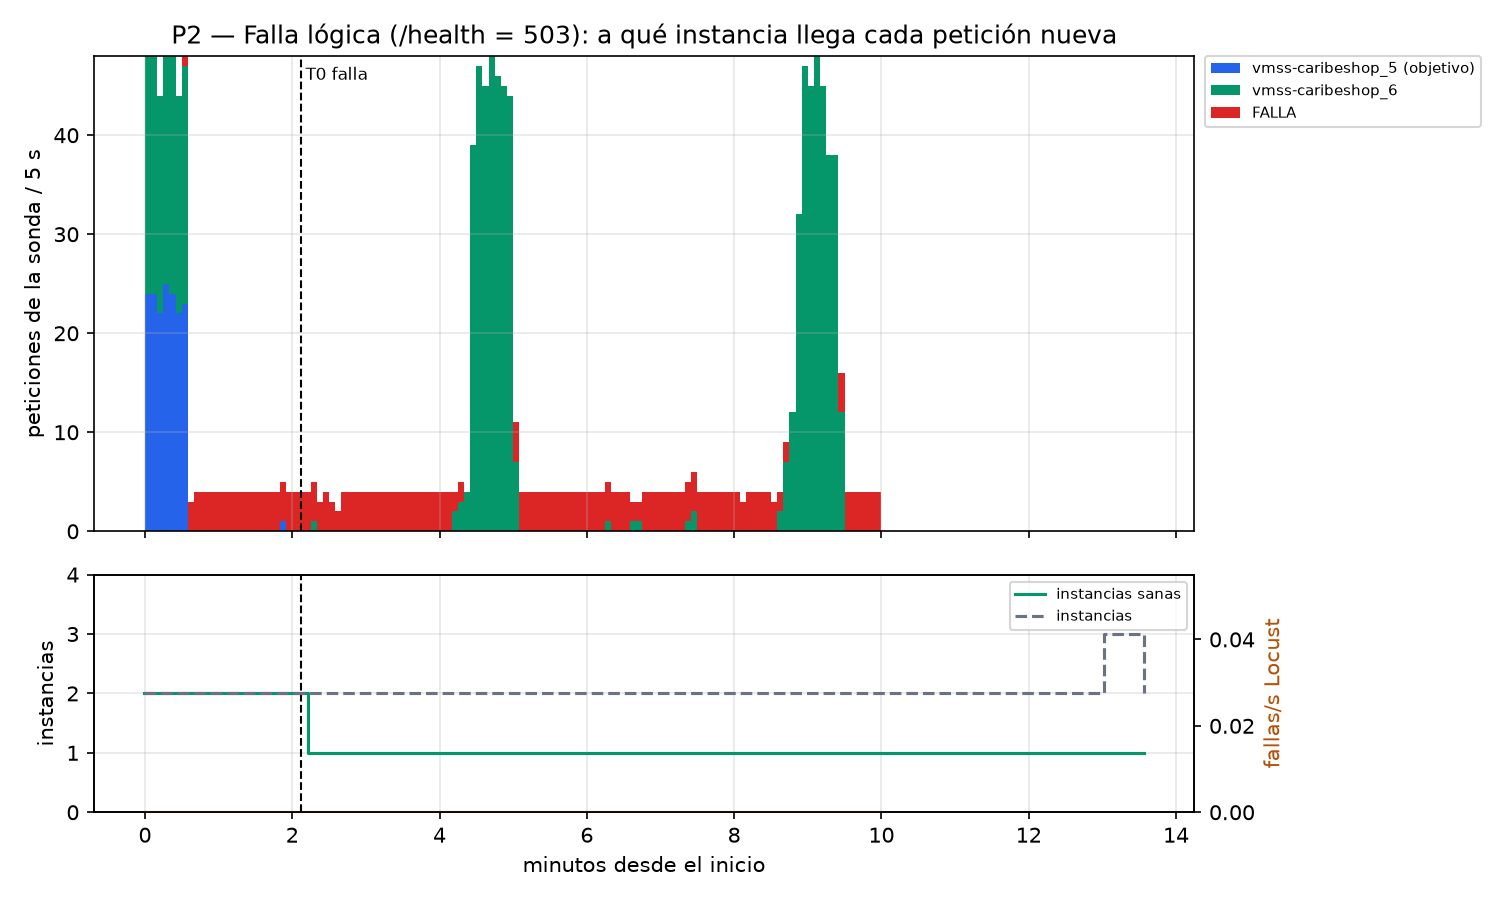 P2 — Falla lógica (/health = 503): a qué instancia llega cada petición nueva
T0 falla
vmss-caribeshop_5 (objetivo)
vmss-caribeshop_6
FALLA
peticiones de la sonda / 5 s
40
30
20
10
0
instancias sanas
instancias
instancias
4
3
2
1
0
0.04
0.02
0.00
fallas/s Locust
0 2 4 6 8 10 12 14
minutos desde el inicio